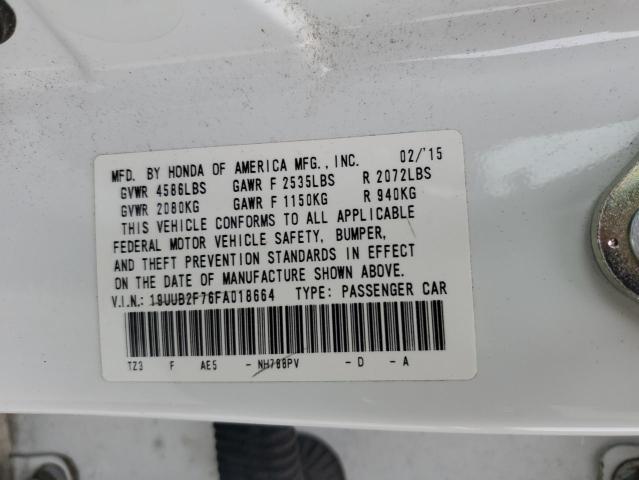 MFD. BY HONDA OF AMERICA MFG., INC. 02/'15
GVWR 4586LBS GAWR F 2535LBS R 2072LBS
GVWR 2080KG GAWR F 1150KG R 940KG
THIS VEHICLE CONFORMS TO ALL APPLICABLE
FEDERAL MOTOR VEHICLE SAFETY, BUMPER,
AND THEFT PREVENTION STANDARDS IN EFFECT
ON THE DATE OF MANUFACTURE SHOWN ABOVE.
V.I.N.: 19UUB2F76FA018664 TYPE: PASSENGER CAR
TZ3 F AE5 - NH788PV - D - A